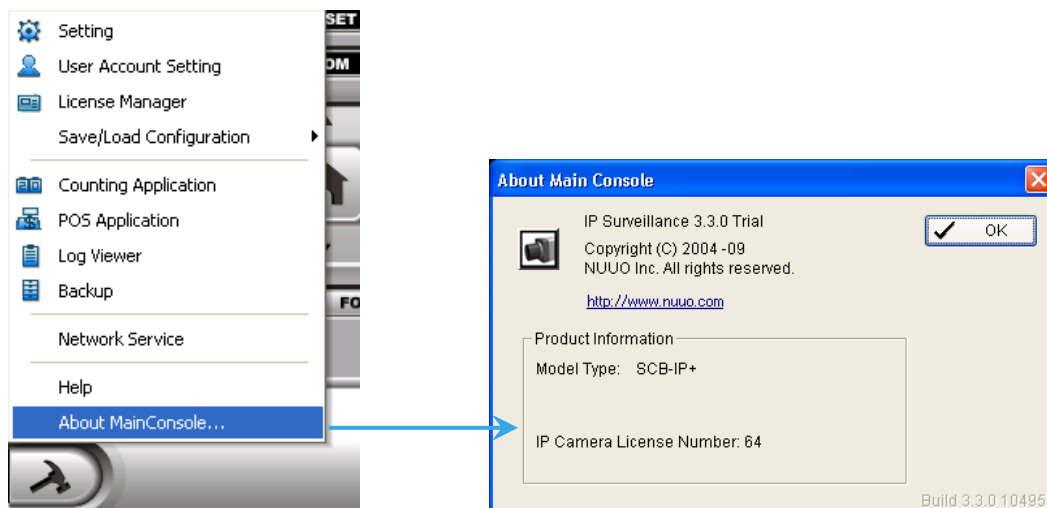 SET
Setting
OM
User Account Setting
License Manager
Save/Load Configuration
Counting Application
POS Application
Log Viewer
Backup
FO
Network Service
Help
About MainConsole...
About Main Console
IP Surveillance 3.3.0 Trial
OK
Copyright (C) 2004 -09
NUUO Inc. All rights reserved.
http://www.nuuo.com
Product Information
Model Type: SCB-IP+
IP Camera License Number: 64
Build 3.3.0 10495